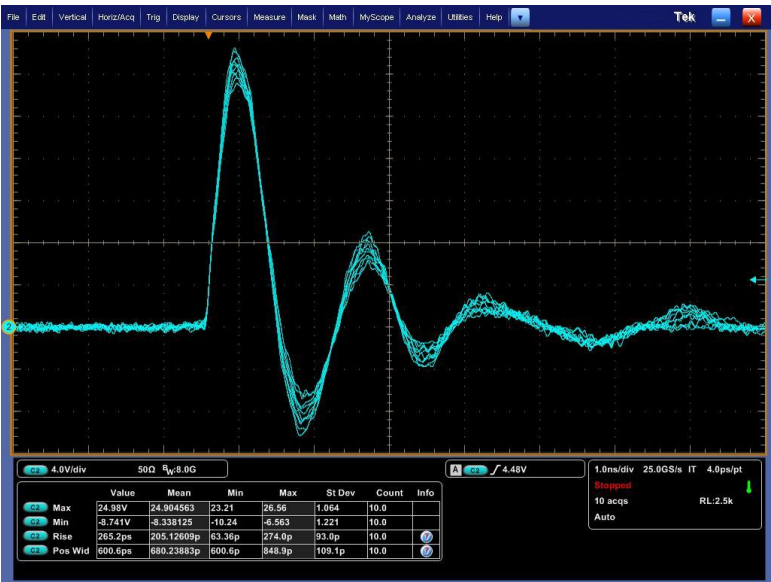 File Edit Vertical Horiz/Acq Trig Display Cursors Measure Mask Math MyScope Analyze Utilities Help Tek X
2
C2 4.0V/div 50Ω BW:8.0G
A C2 4.48V
1.0ns/div 25.0GS/s IT 4.0ps/pt
Stopped
10 acqs RL:2.5k
Auto
Value Mean Min Max St Dev Count Info
C2 Max 24.98V 24.904563 23.21 26.56 1.064 10.0
C2 Min -8.741V -8.338125 -10.24 -6.563 1.221 10.0
C2 Rise 265.2ps 205.12609p 63.36p 274.0p 93.0p 10.0
C2 Pos Wid 600.6ps 680.23883p 600.6p 848.9p 109.1p 10.0